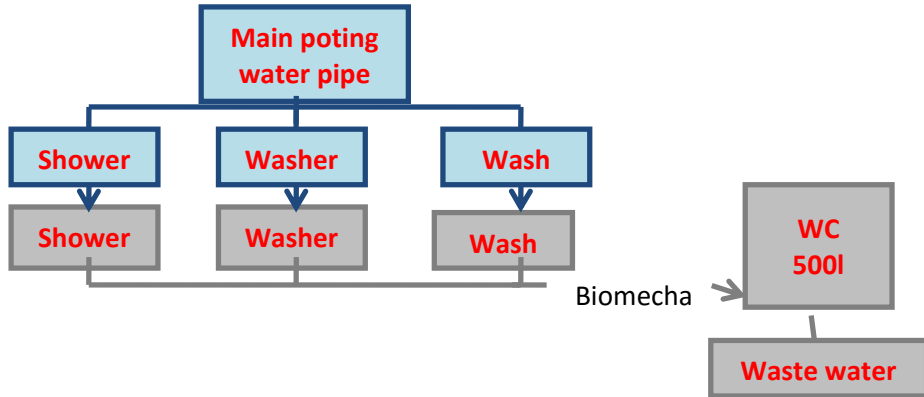 Main poting
water pipe
Shower
Washer
Wash
Shower
Washer
Wash
WC
500l
Biomecha
Waste water